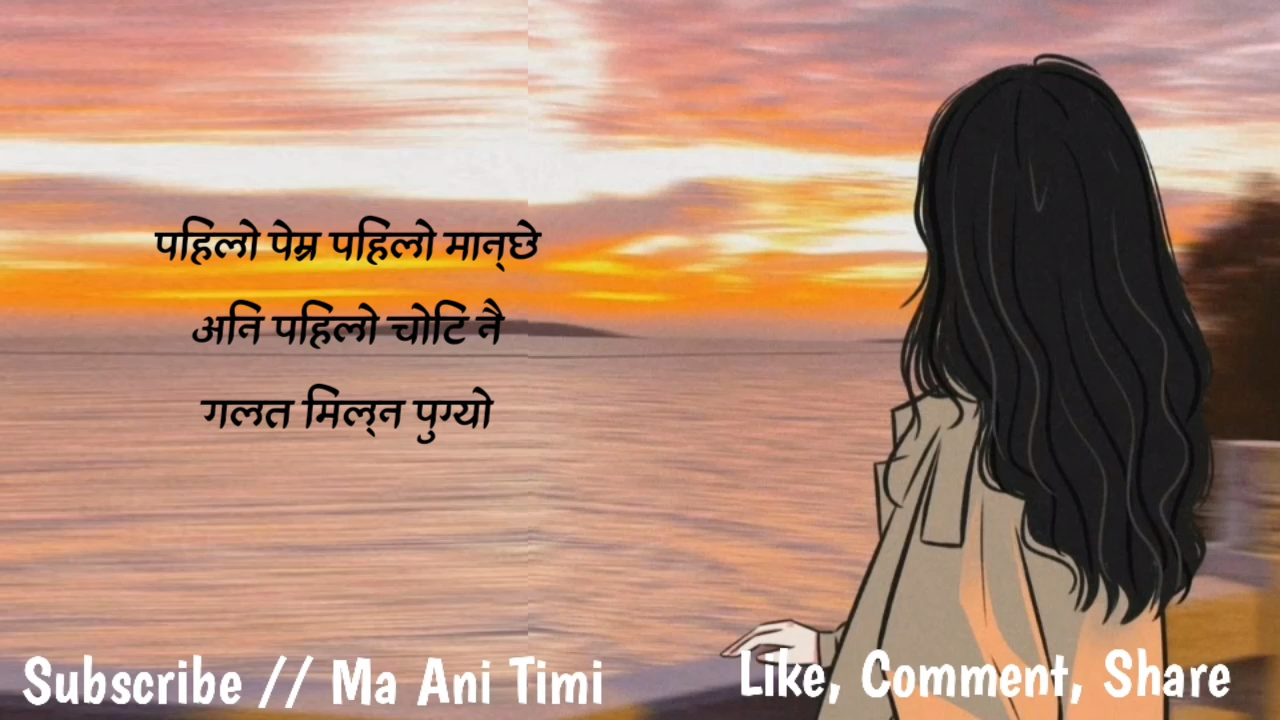 पहिलो पेम्र पहिलो मान्छे
अनि पहिलो चोटि नै
गलत मिल्न पुग्यो
Subscribe // Ma Ani Timi
Like, Comment, Share